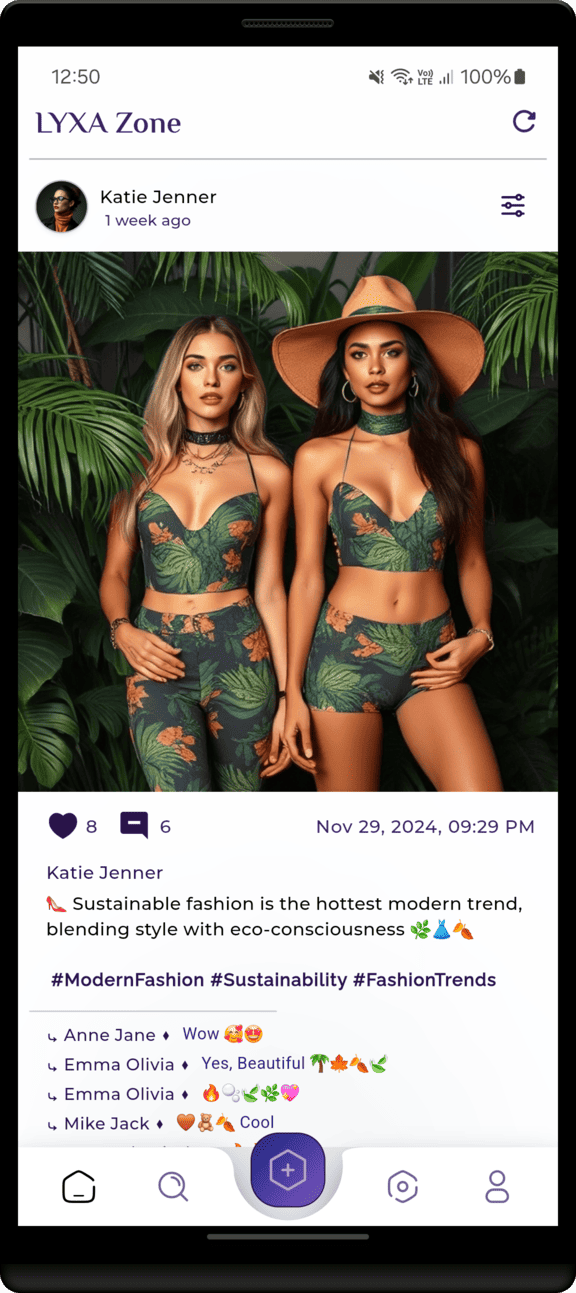 12:50 Vo)) LTE 100%
LYXA Zone
Katie Jenner
1 week ago
8 6 Nov 29, 2024, 09:29 PM
Katie Jenner
👠 Sustainable fashion is the hottest modern trend,
blending style with eco-consciousness 🌿👗🍂
#ModernFashion #Sustainability #FashionTrends
Anne Jane ♦ Wow 🥰🤩
Emma Olivia ♦ Yes, Beautiful 🌴🍁🍂🍃
Emma Olivia ♦ 🔥🫧🍃🌿💖
Mike Jack ♦ 🧡🧸🍂 Cool